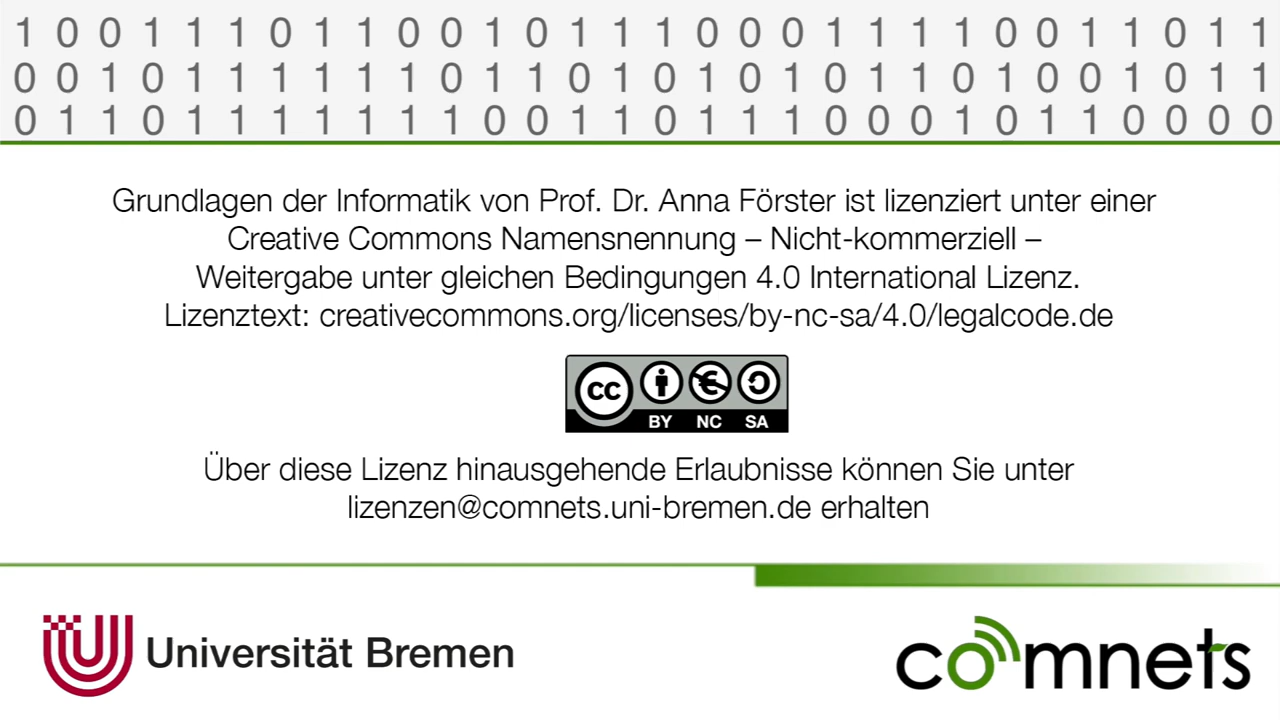 1 0 0 1 1 1 0 1 1 0 0 1 0 1 1 1 0 0 0 1 1 1 1 0 0 1 1 0 1 1
0 0 1 0 1 1 1 1 1 1 0 1 1 0 1 0 1 0 1 0 1 1 0 1 0 0 1 0 1 1
0 1 1 0 1 1 1 1 1 1 1 0 0 1 1 0 1 1 1 0 0 0 1 0 1 1 0 0 0 0
Grundlagen der Informatik von Prof. Dr. Anna Förster ist lizenziert unter einer
Creative Commons Namensnennung – Nicht-kommerziell –
Weitergabe unter gleichen Bedingungen 4.0 International Lizenz.
Lizenztext: creativecommons.org/licenses/by-nc-sa/4.0/legalcode.de
cc
BY NC SA
Über diese Lizenz hinausgehende Erlaubnisse können Sie unter
lizenzen@comnets.uni-bremen.de erhalten
Universität Bremen
comnets